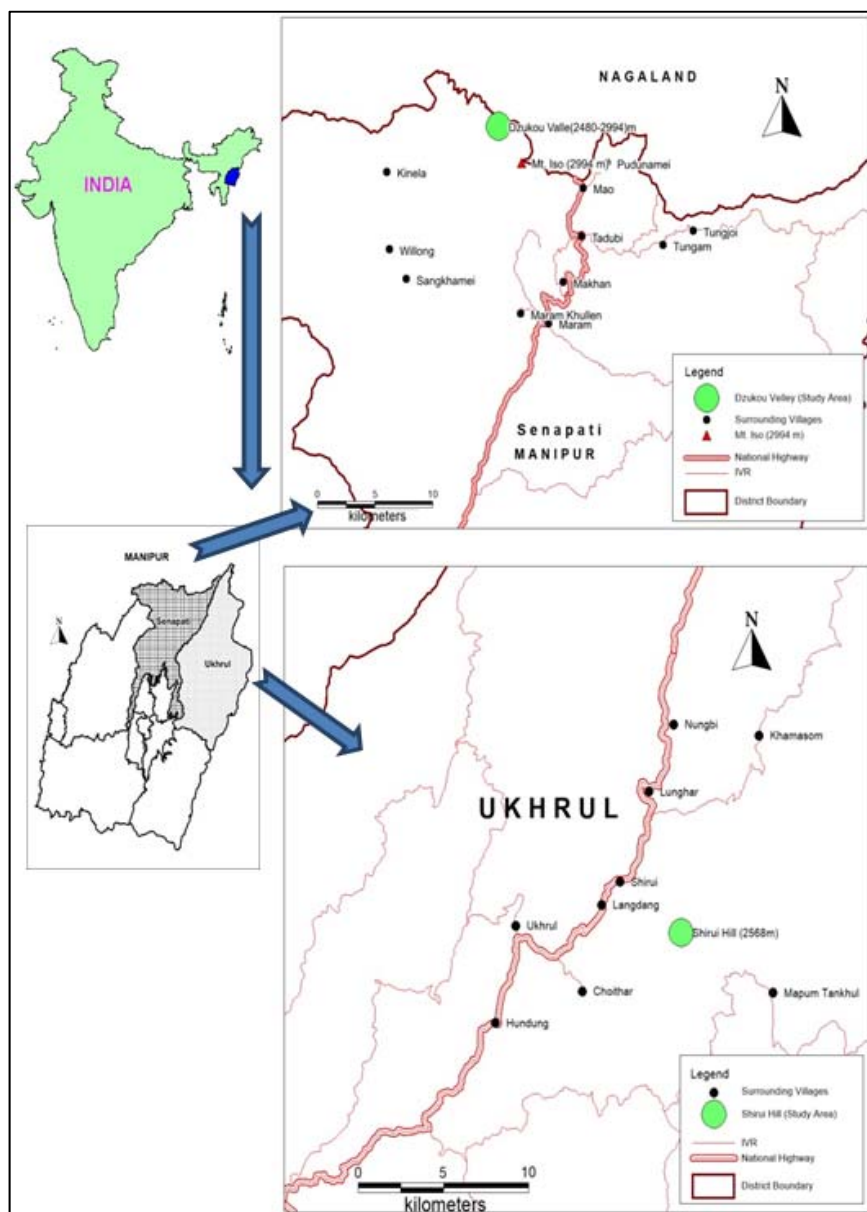 INDIA
NAGALAND
N
Dzukou Valle(2480-2994)m
Mt. Iso (2994 m)
Pudunamei
Kinela
Mao
Tungjoi
Tadubi
Tungam
Willong
Sangkhamei
Makhan
Maram Khullen
Maram
Legend
Dzukou Velley (Study Area)
Surrounding Villages
Mt. Iso (2994 m)
National Highway
IVR
District Boundary
Senapati
MANIPUR
0 5 10
kilometers
MANIPUR
N
Senapati
Ukhrul
N
Nungbi
Khamasom
Lunghar
UKHRUL
Shirui
Langdang
Ukhrul
Shirui Hill (2568m)
Choithar
Mapum Tankhul
Hundung
Legend
Surrounding Villages
Shirui Hill (Study Area)
IVR
National Highway
District Boundary
0 5 10
kilometers